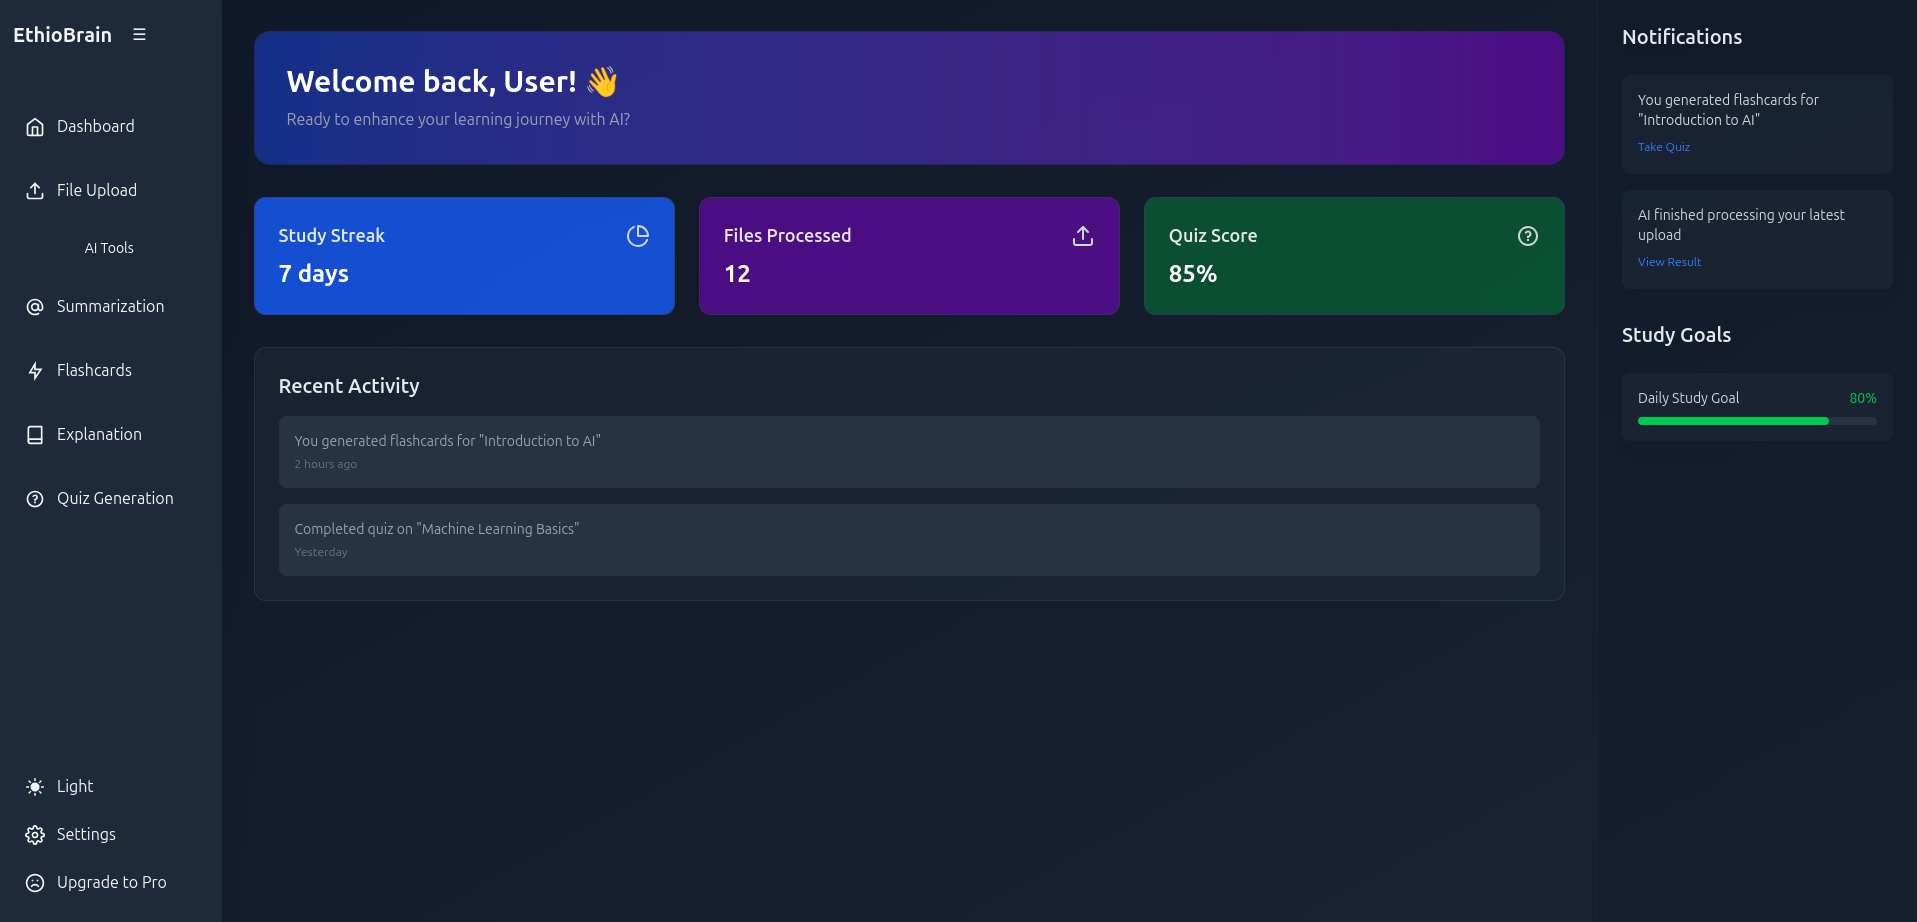 EthioBrain
Dashboard
File Upload
AI Tools
Summarization
Flashcards
Explanation
Quiz Generation
Light
Settings
Upgrade to Pro
Welcome back, User! 👋
Ready to enhance your learning journey with AI?
Study Streak
7 days
Files Processed
12
Quiz Score
85%
Recent Activity
You generated flashcards for "Introduction to AI"
2 hours ago
Completed quiz on "Machine Learning Basics"
Yesterday
Notifications
You generated flashcards for
"Introduction to AI"
Take Quiz
AI finished processing your latest
upload
View Result
Study Goals
Daily Study Goal 80%